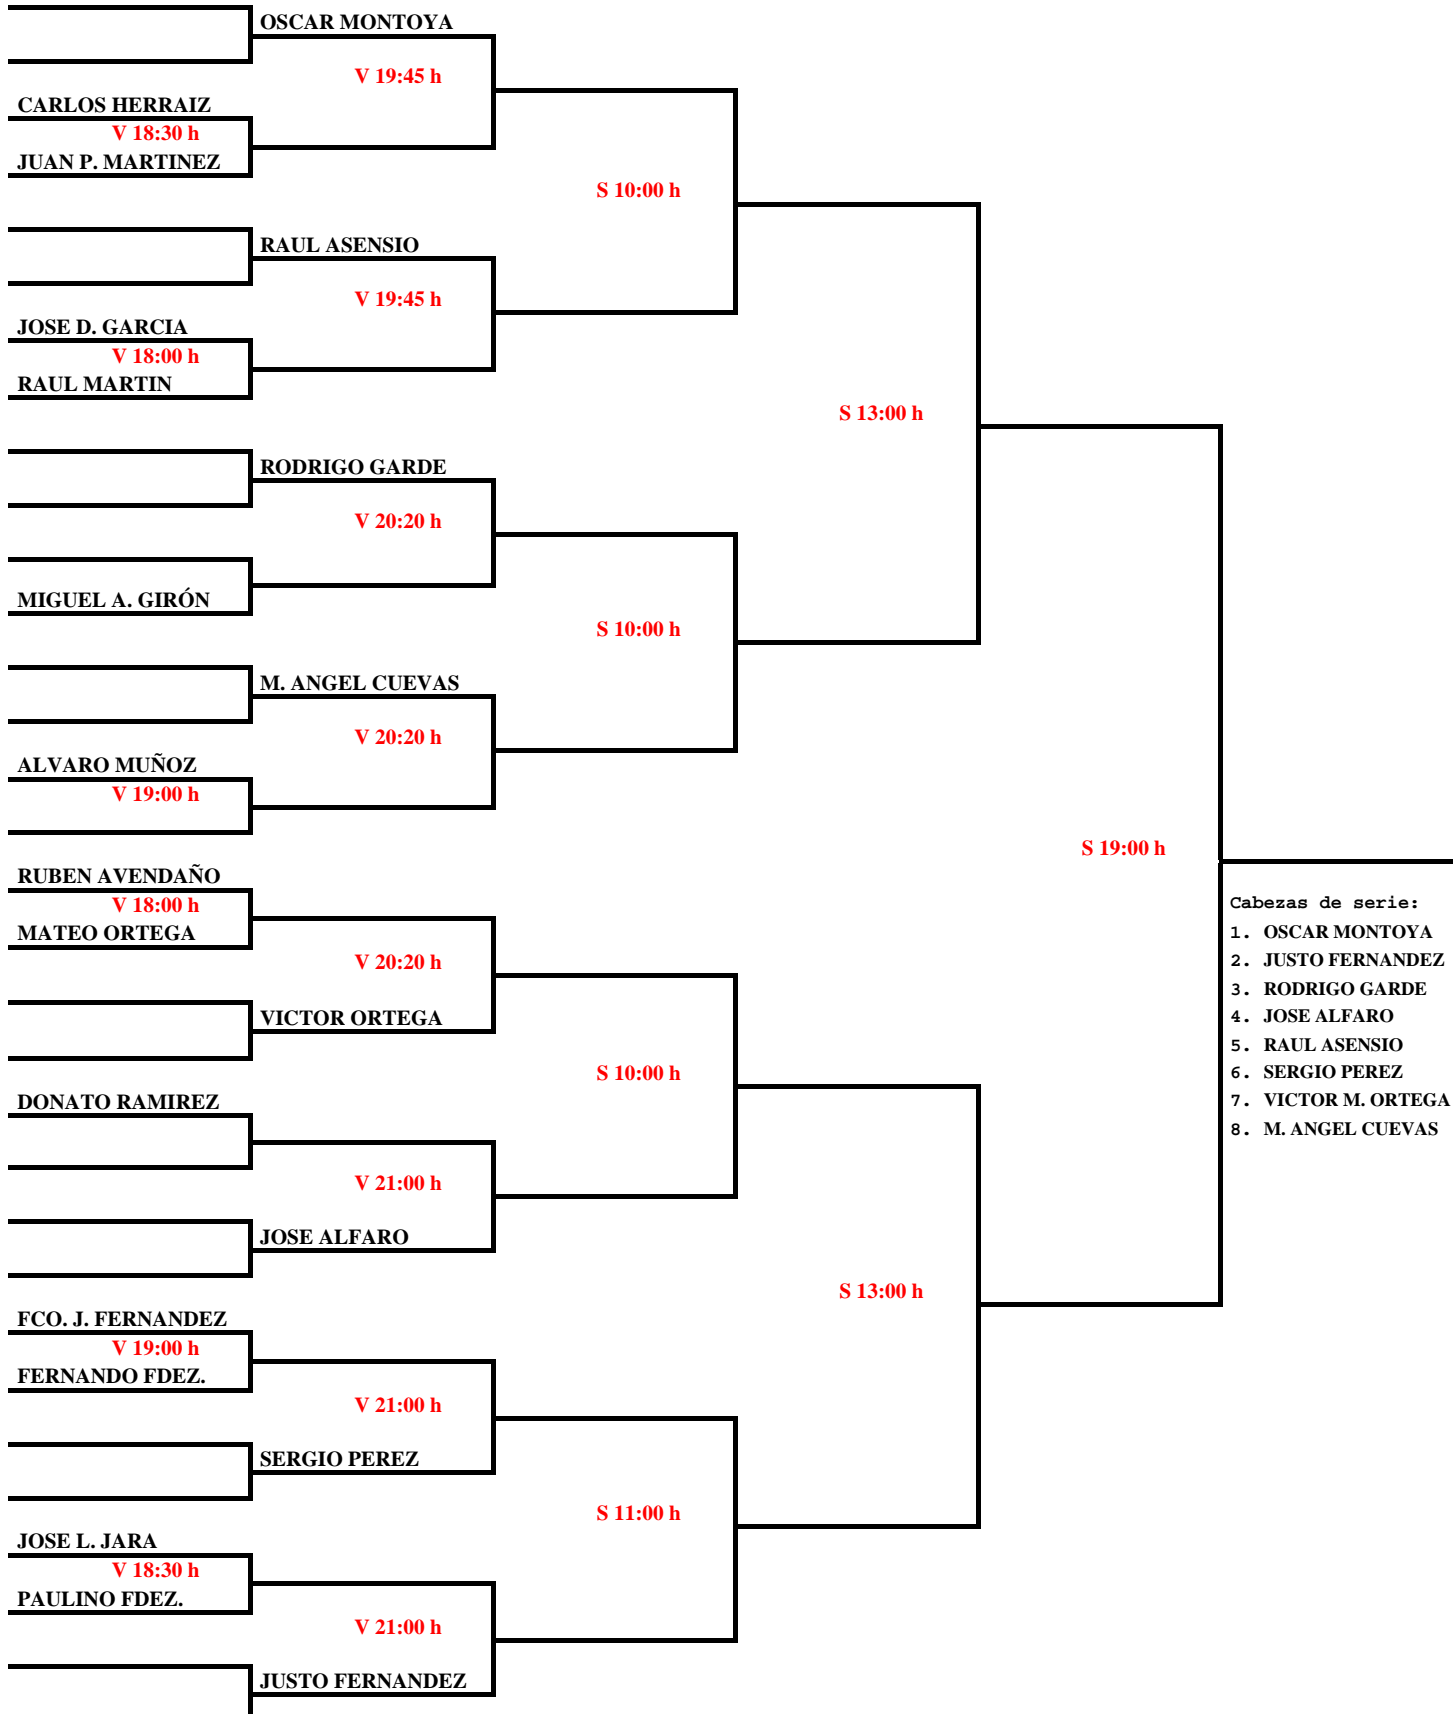 OSCAR MONTOYA
V 19:45 h
CARLOS HERRAIZ
V 18:30 h
JUAN P. MARTINEZ
S 10:00 h
RAUL ASENSIO
V 19:45 h
JOSE D. GARCIA
V 18:00 h
RAUL MARTIN
S 13:00 h
RODRIGO GARDE
V 20:20 h
MIGUEL A. GIRÓN
S 10:00 h
M. ANGEL CUEVAS
V 20:20 h
ALVARO MUÑOZ
V 19:00 h
S 19:00 h
RUBEN AVENDAÑO
V 18:00 h
MATEO ORTEGA
V 20:20 h
VICTOR ORTEGA
S 10:00 h
DONATO RAMIREZ
V 21:00 h
JOSE ALFARO
S 13:00 h
FCO. J. FERNANDEZ
V 19:00 h
FERNANDO FDEZ.
V 21:00 h
SERGIO PEREZ
S 11:00 h
JOSE L. JARA
V 18:30 h
PAULINO FDEZ.
V 21:00 h
JUSTO FERNANDEZ
Cabezas de serie:
1. OSCAR MONTOYA
2. JUSTO FERNANDEZ
3. RODRIGO GARDE
4. JOSE ALFARO
5. RAUL ASENSIO
6. SERGIO PEREZ
7. VICTOR M. ORTEGA
8. M. ANGEL CUEVAS